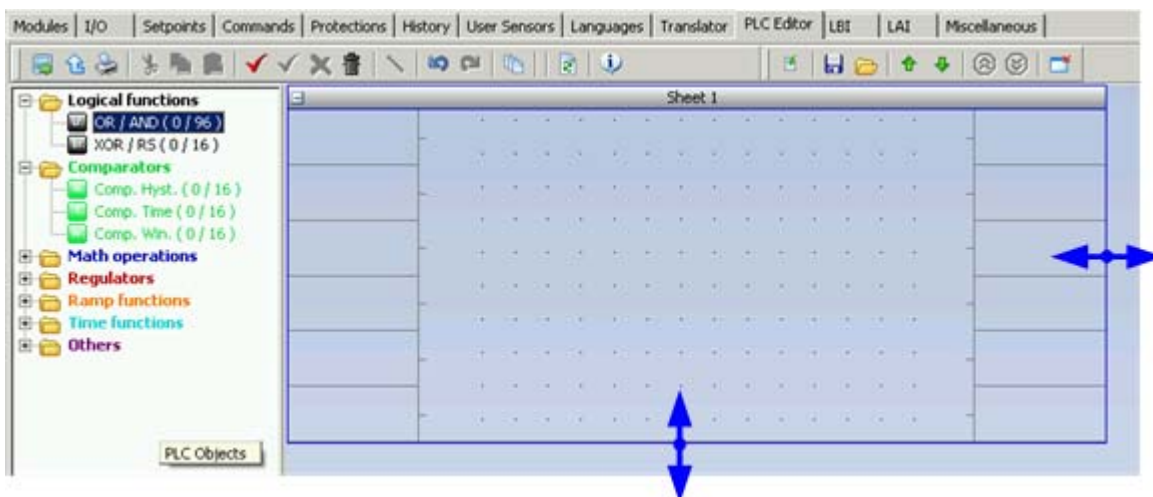 Modules I/O Setpoints Commands Protections History User Sensors Languages Translator PLC Editor LBI LAI Miscellaneous
Sheet 1
Logical functions
OR / AND ( 0 / 96 )
XOR / RS ( 0 / 16 )
Comparators
Comp. Hyst. ( 0 / 16 )
Comp. Time ( 0 / 16 )
Comp. Win. ( 0 / 16 )
Math operations
Regulators
Ramp functions
Time functions
Others
PLC Objects